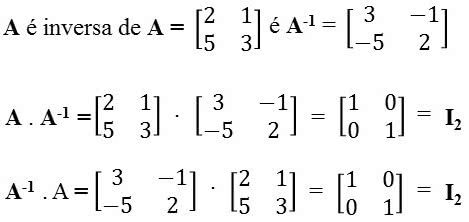 A é inversa de A = [2 1; 5 3] é A⁻¹ = [3 −1; −5 2]
A . A⁻¹ = [2 1; 5 3] · [3 −1; −5 2] = [1 0; 0 1] = I₂
A⁻¹ . A = [3 −1; −5 2] · [2 1; 5 3] = [1 0; 0 1] = I₂